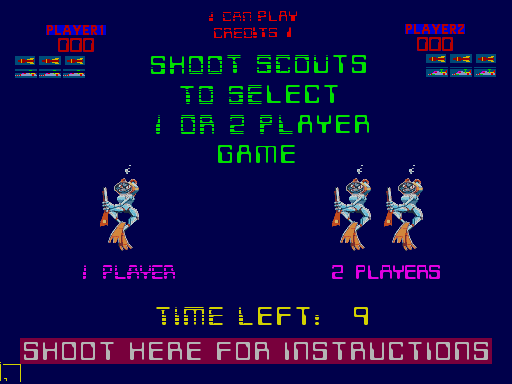 1 CAN PLAY
CREDITS 1
PLAYER1
000
PLAYER2
000
SHOOT SCOUTS
TO SELECT
1 OR 2 PLAYER
GAME
1 PLAYER
2 PLAYERS
TIME LEFT: 9
SHOOT HERE FOR INSTRUCTIONS